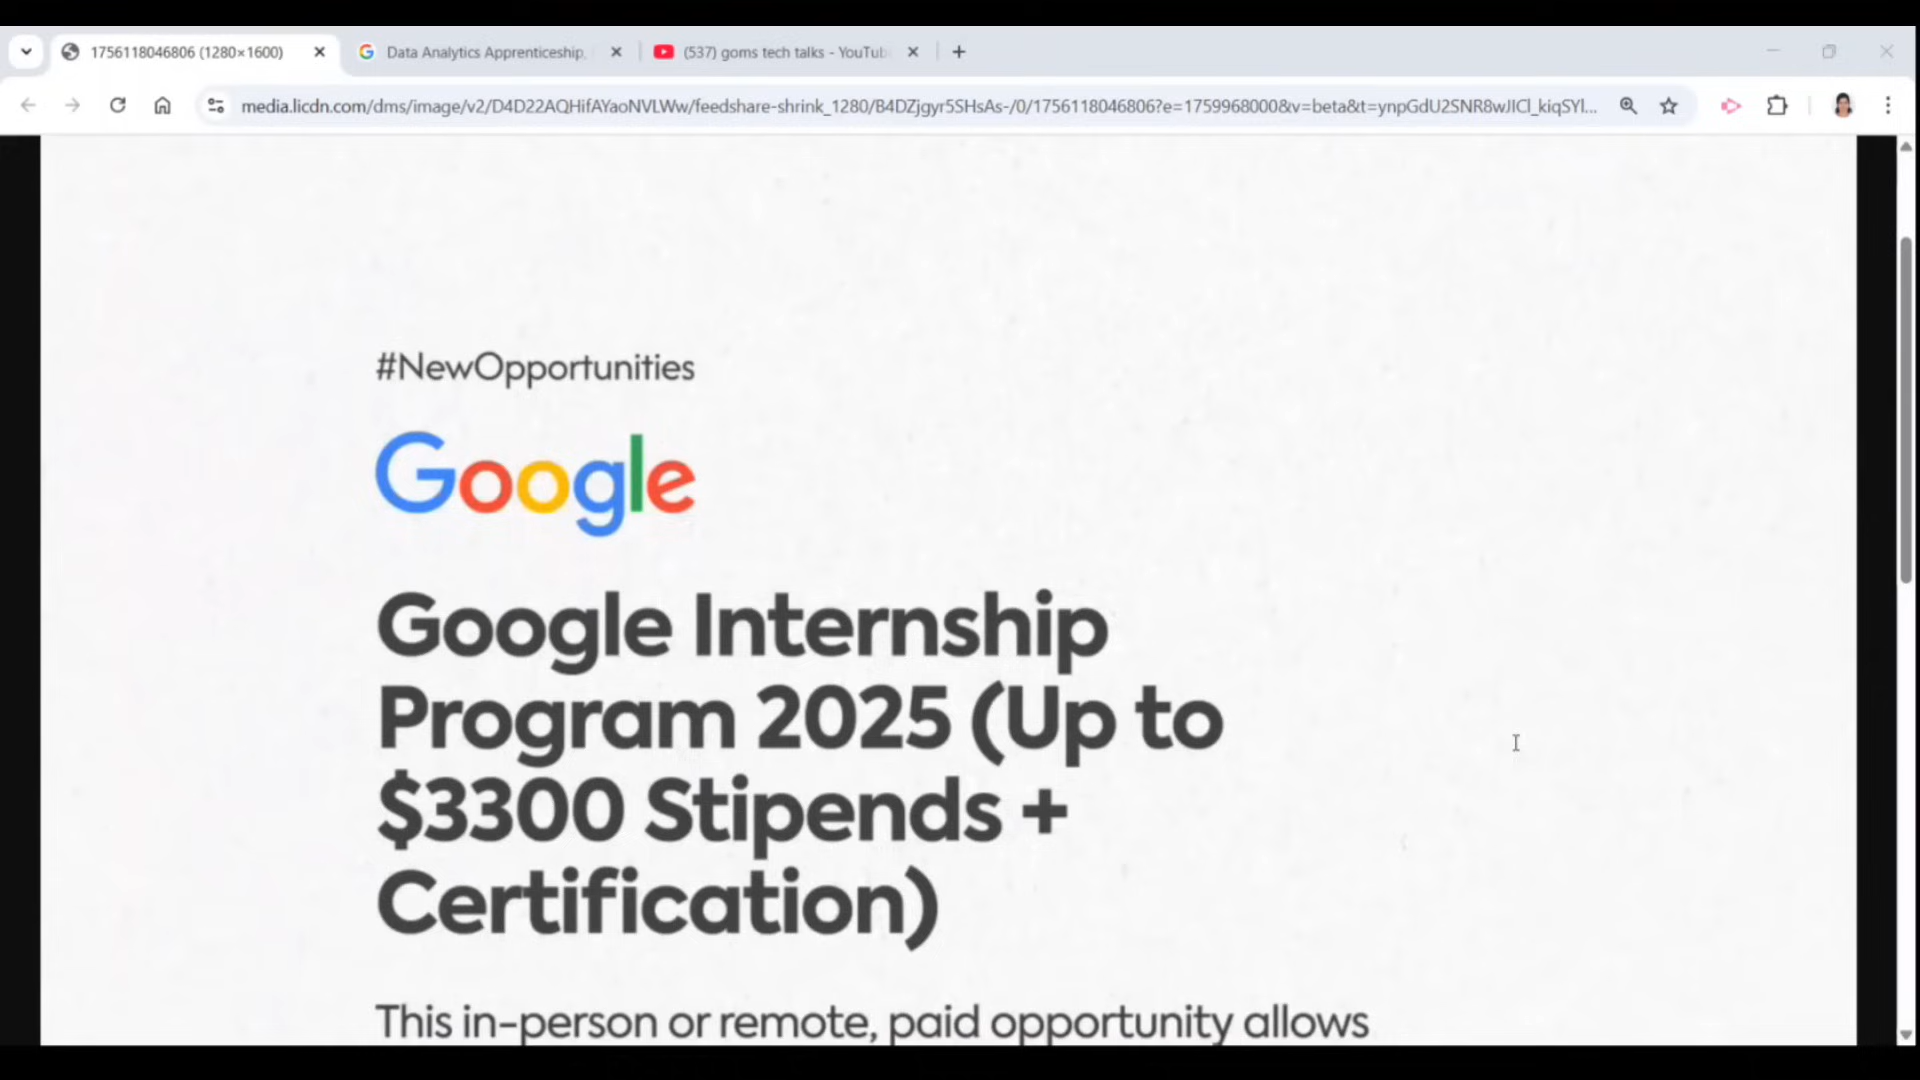 1756118046806 (1280×1600)
Data Analytics Apprenticeship,
(537) goms tech talks - YouTub
media.licdn.com/dms/image/v2/D4D22AQHifAYaoNVLWw/feedshare-shrink_1280/B4DZjgyr5SHsAs-/0/1756118046806?e=1759968000&v=beta&t=ynpGdU2SNR8wJICl_kiqSYl...
#NewOpportunities
Google
Google Internship
Program 2025 (Up to
$3300 Stipends +
Certification)
This in-person or remote, paid opportunity allows